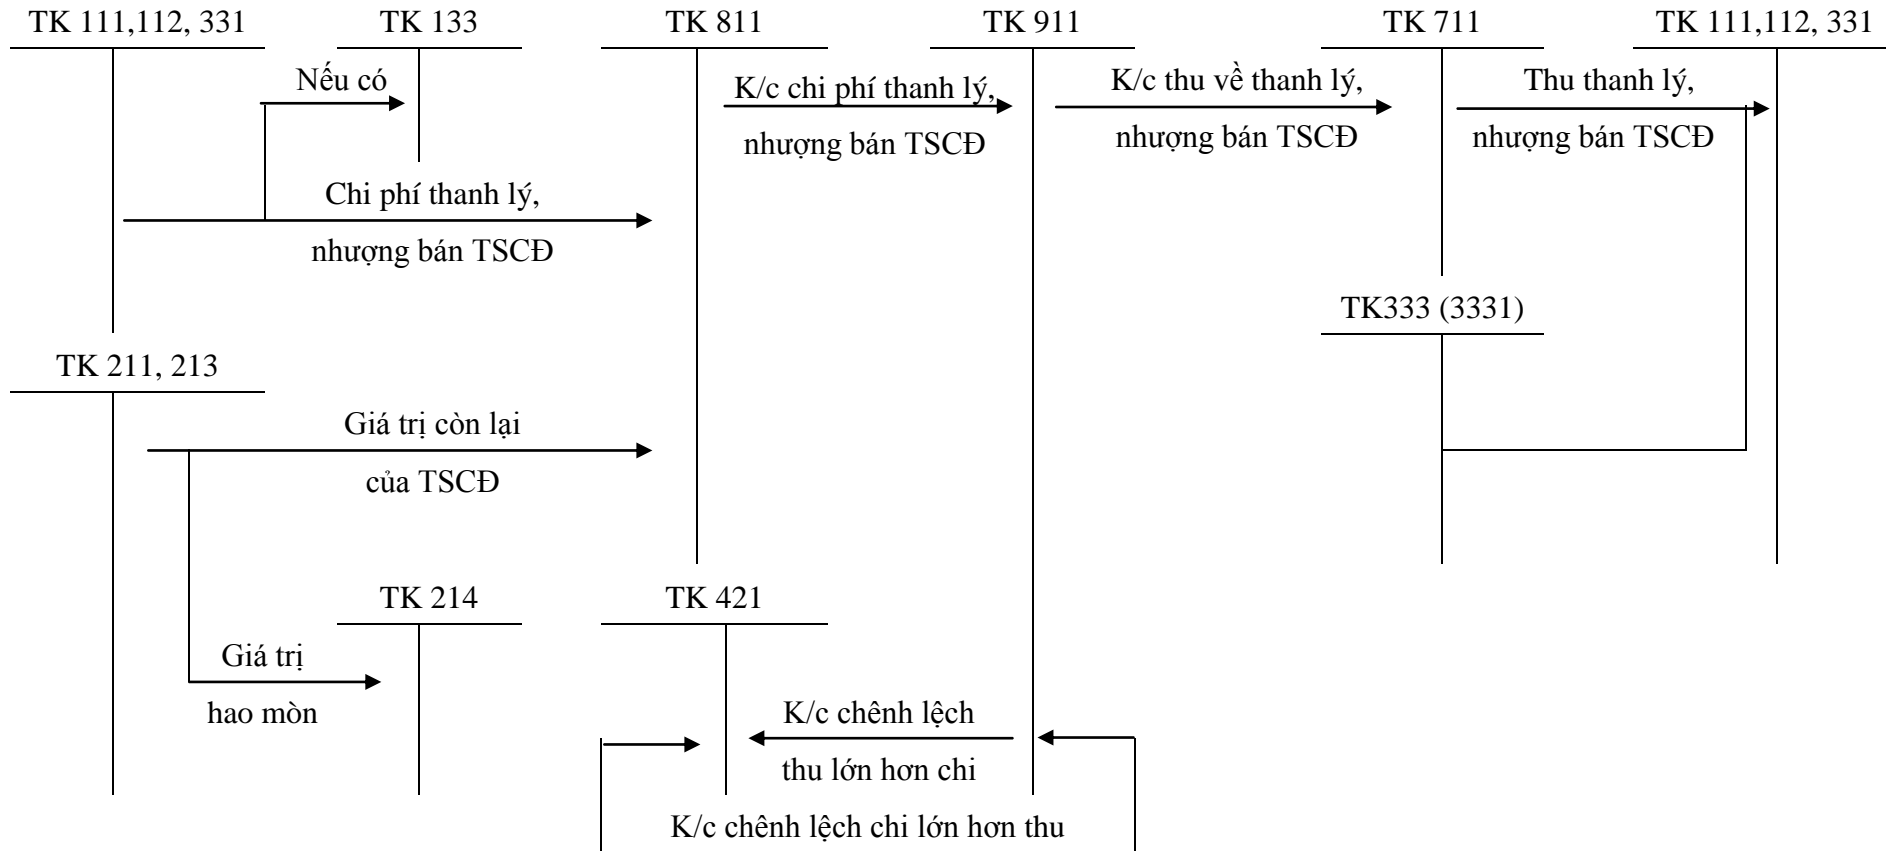 TK 111,112, 331
TK 133
TK 811
TK 911
TK 711
TK 111,112, 331
Nếu có
K/c chi phí thanh lý,
nhượng bán TSCĐ
K/c thu về thanh lý,
nhượng bán TSCĐ
Thu thanh lý,
nhượng bán TSCĐ
Chi phí thanh lý,
nhượng bán TSCĐ
TK333 (3331)
TK 211, 213
Giá trị còn lại
của TSCĐ
TK 214
TK 421
Giá trị
hao mòn
K/c chênh lệch
thu lớn hơn chi
K/c chênh lệch chi lớn hơn thu